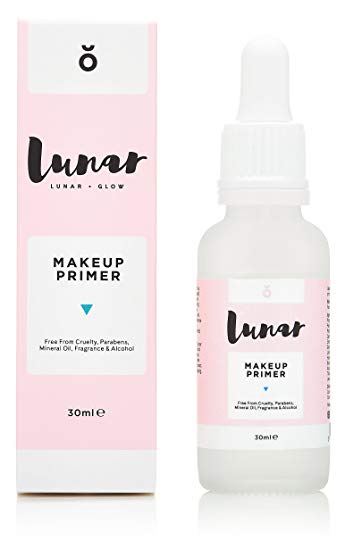 ŏ
Lunar
LUNAR • GLOW
MAKEUP
PRIMER
Free From Cruelty, Parabens,
Mineral Oil, Fragrance & Alcohol
30ml ℮
ŏ
Lunar
MAKEUP
PRIMER
Free From Cruelty, Parabens,
Mineral Oil, Fragrance & Alcohol
30ml ℮